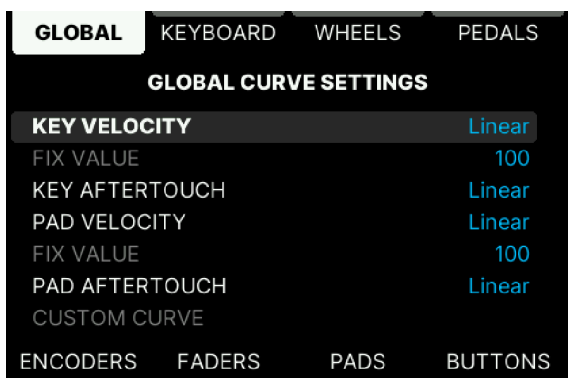 GLOBAL KEYBOARD WHEELS PEDALS
GLOBAL CURVE SETTINGS
KEY VELOCITY Linear
FIX VALUE 100
KEY AFTERTOUCH Linear
PAD VELOCITY Linear
FIX VALUE 100
PAD AFTERTOUCH Linear
CUSTOM CURVE
ENCODERS FADERS PADS BUTTONS